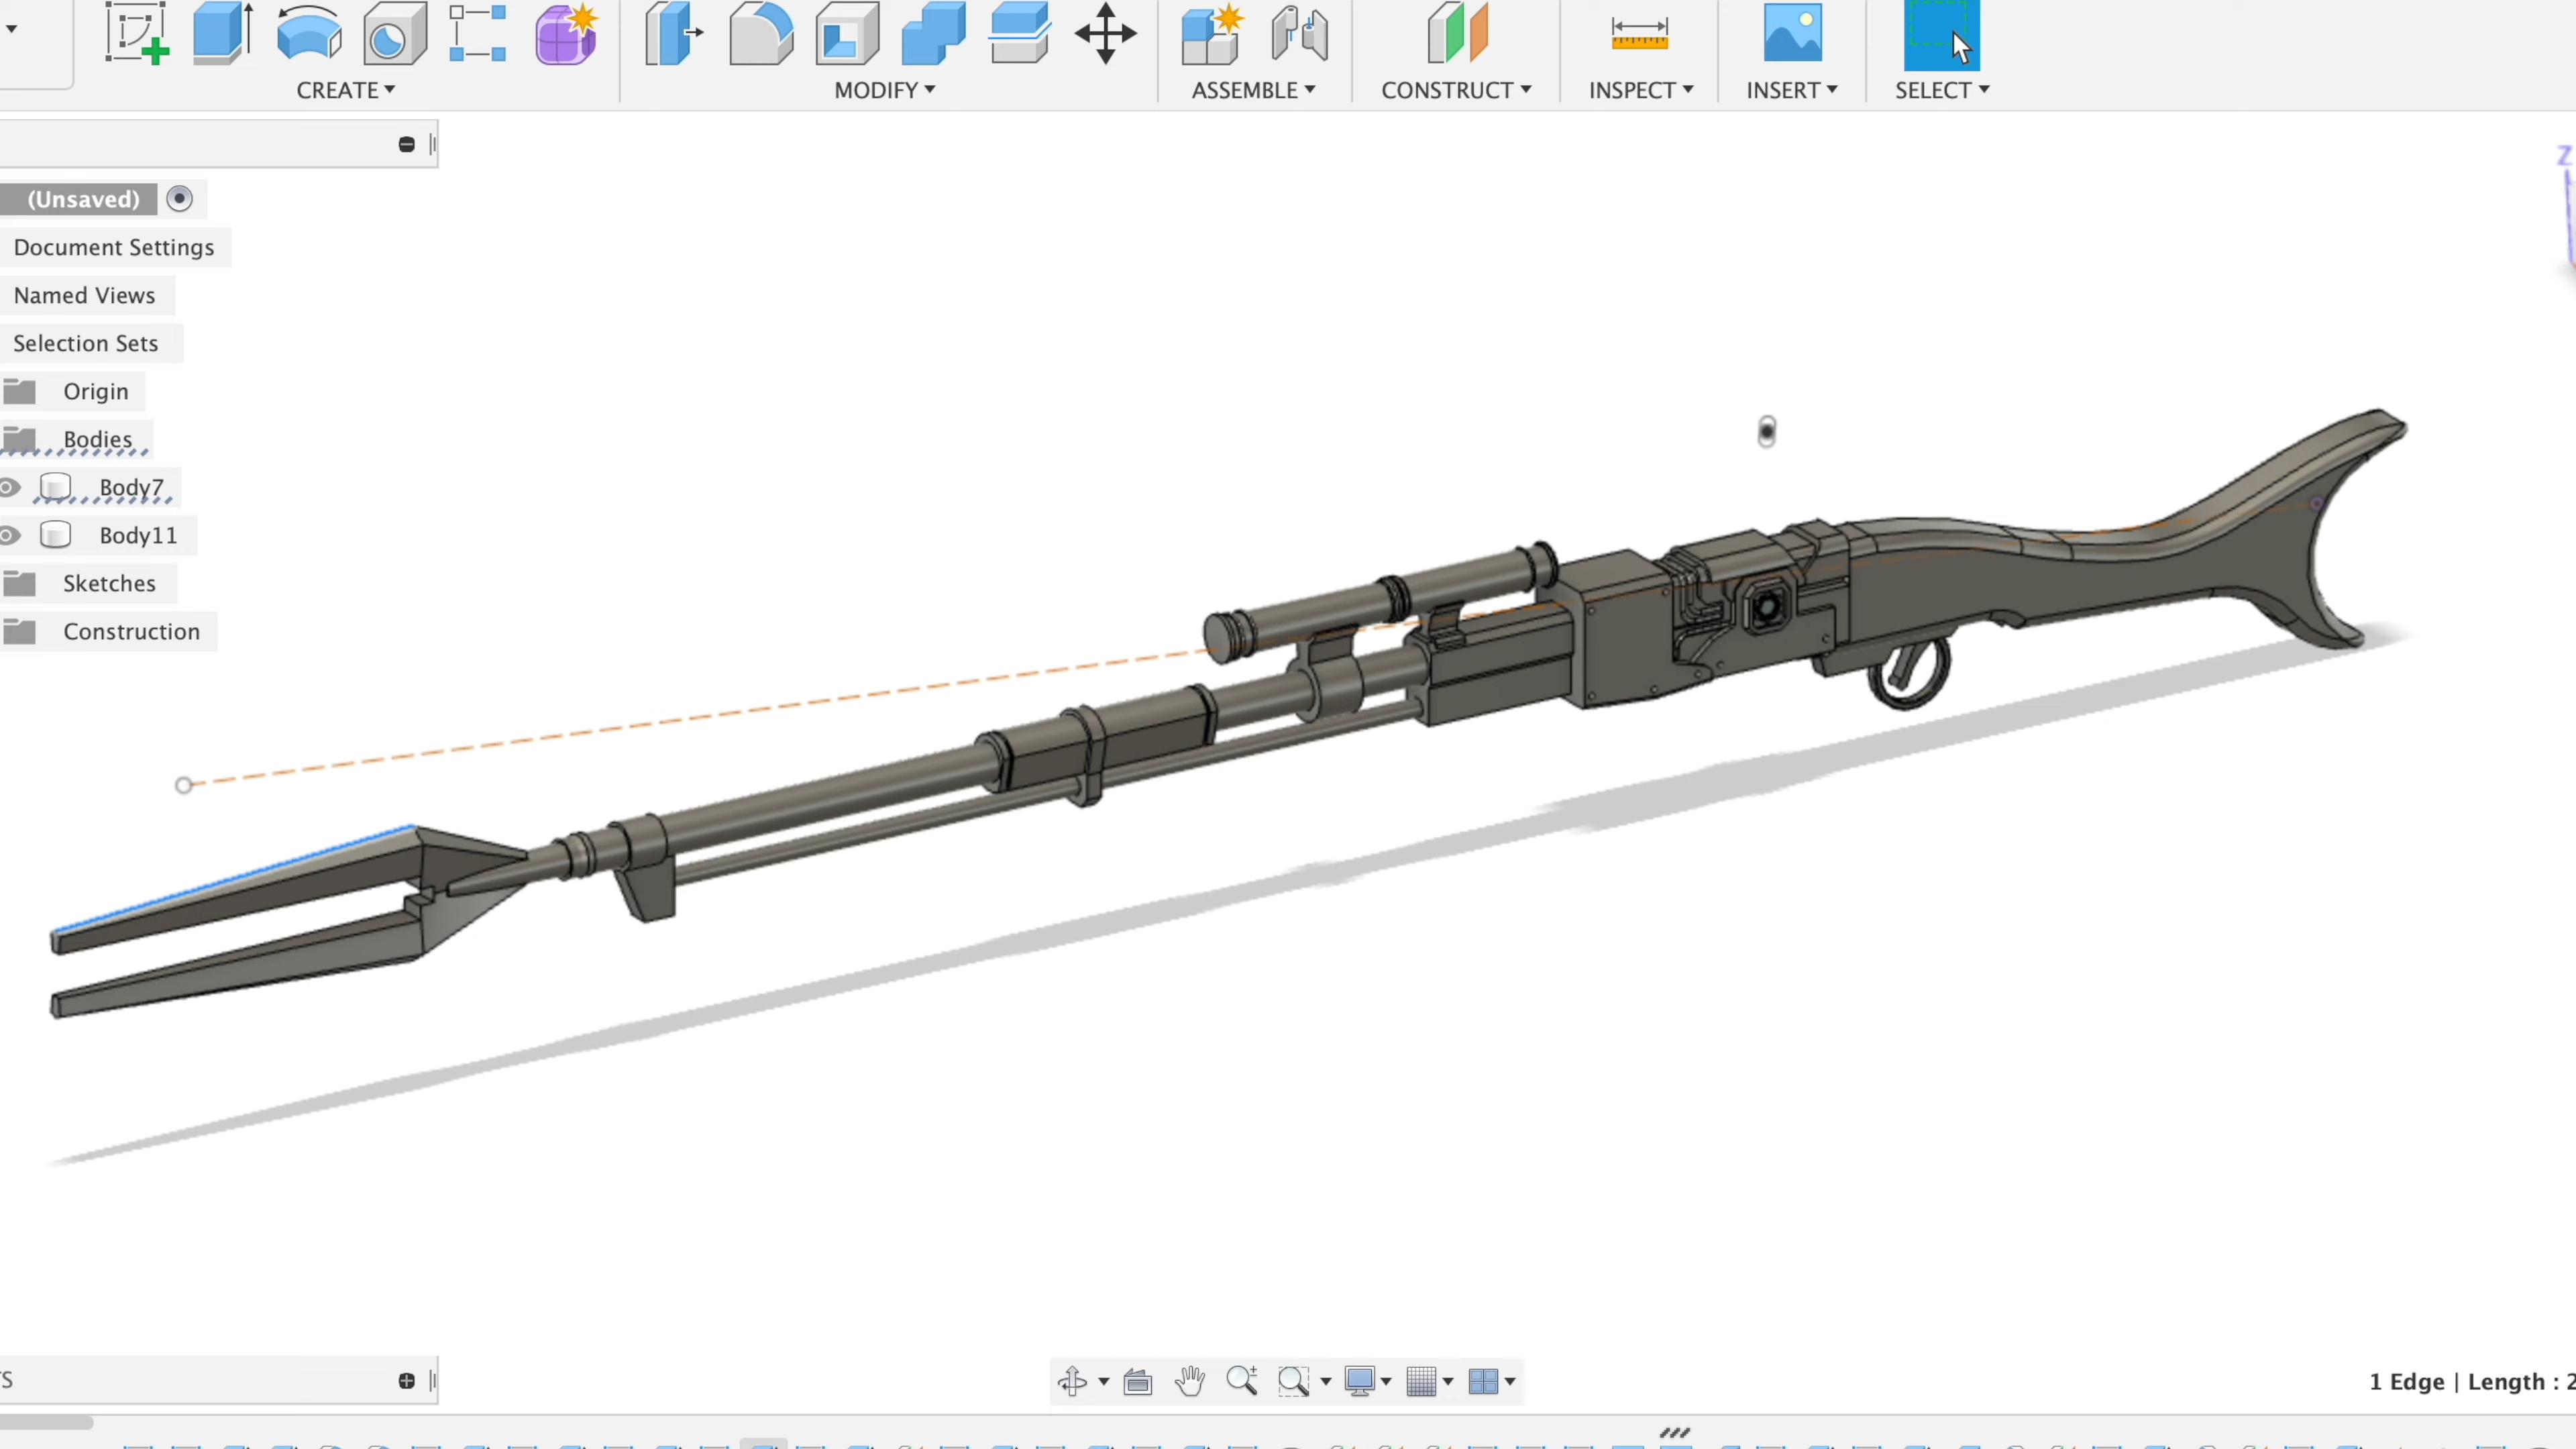 CREATE
MODIFY
ASSEMBLE
CONSTRUCT
INSPECT
INSERT
SELECT
(Unsaved)
Document Settings
Named Views
Selection Sets
Origin
Bodies
Body7
Body11
Sketches
Construction
Z
S
1 Edge | Length : 2